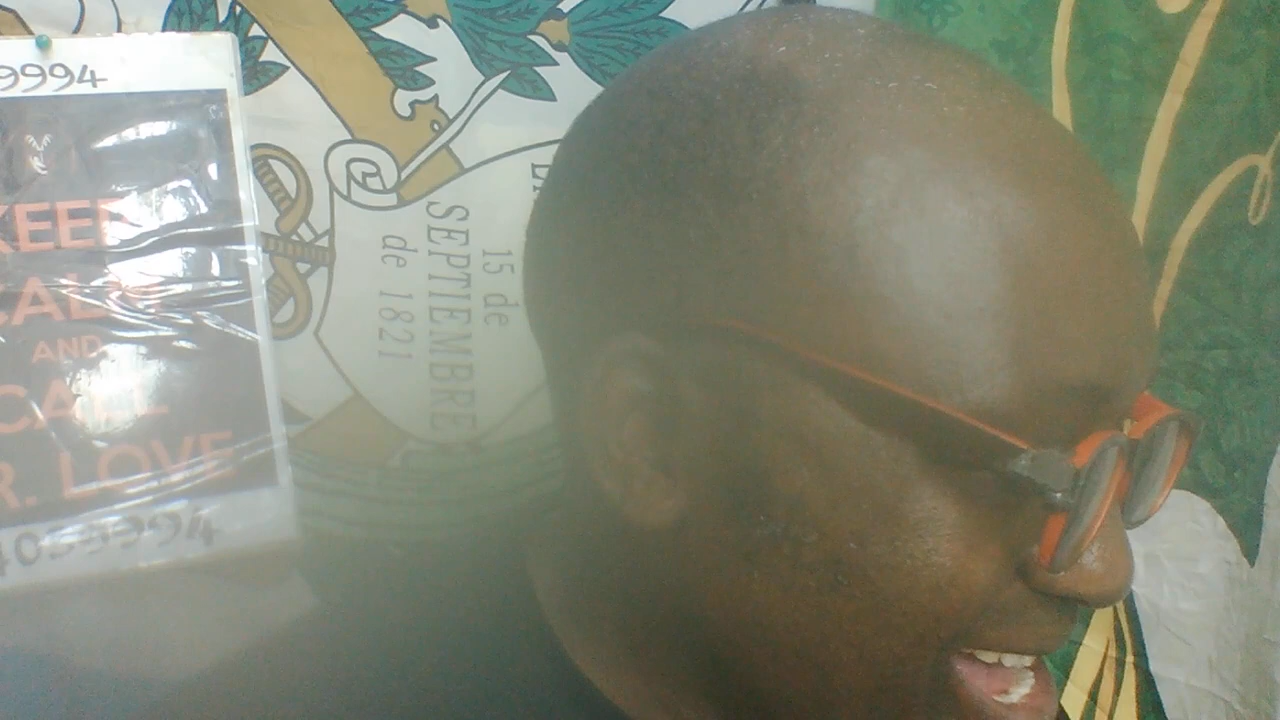 9994
KEEP
CALM
AND
CALL
R. LOVE
15 de
SEPTIEMBRE
de 1821